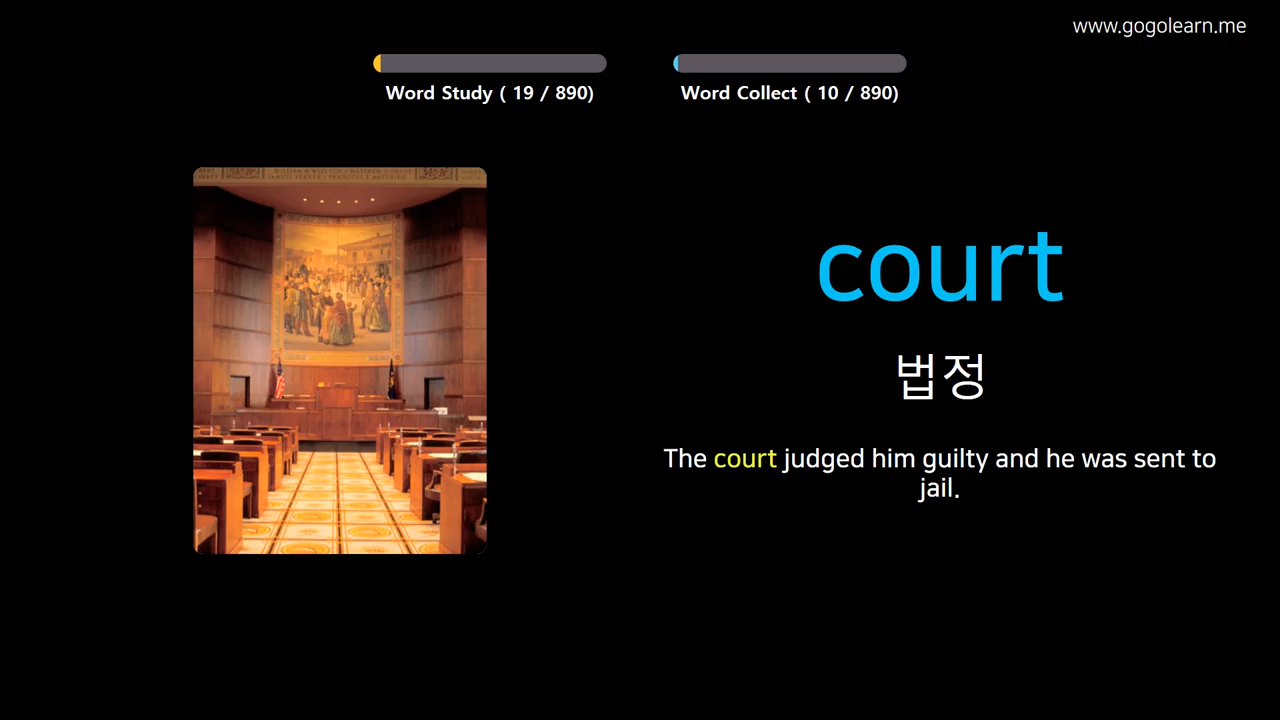 www.gogolearn.me
Word Study ( 19 / 890)
Word Collect ( 10 / 890)
court
법정
The court judged him guilty and he was sent to
jail.